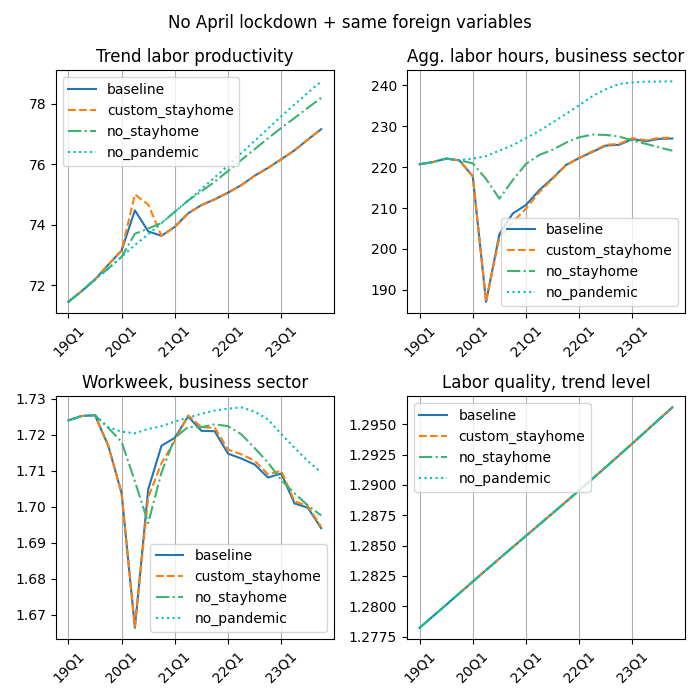 No April lockdown + same foreign variables
Trend labor productivity
78
76
74
72
baseline
custom_stayhome
no_stayhome
no_pandemic
19Q1
20Q1
21Q1
22Q1
23Q1
Agg. labor hours, business sector
240
230
220
210
200
190
baseline
custom_stayhome
no_stayhome
no_pandemic
19Q1
20Q1
21Q1
22Q1
23Q1
Workweek, business sector
1.73
1.72
1.71
1.70
1.69
1.68
1.67
baseline
custom_stayhome
no_stayhome
no_pandemic
19Q1
20Q1
21Q1
22Q1
23Q1
Labor quality, trend level
1.2950
1.2925
1.2900
1.2875
1.2850
1.2825
1.2800
1.2775
baseline
custom_stayhome
no_stayhome
no_pandemic
19Q1
20Q1
21Q1
22Q1
23Q1